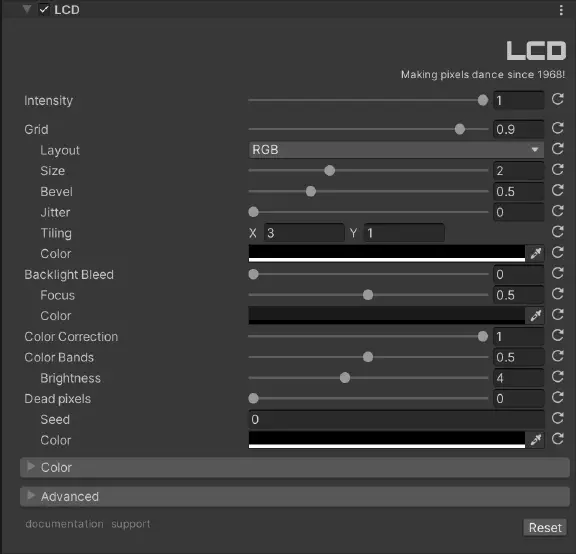 LCD
LCD
Making pixels dance since 1968!
Intensity 1
Grid 0.9
Layout RGB
Size 2
Bevel 0.5
Jitter 0
Tiling X 3 Y 1
Color
Backlight Bleed 0
Focus 0.5
Color
Color Correction 1
Color Bands 0.5
Brightness 4
Dead pixels 0
Seed 0
Color
Color
Advanced
documentation support
Reset